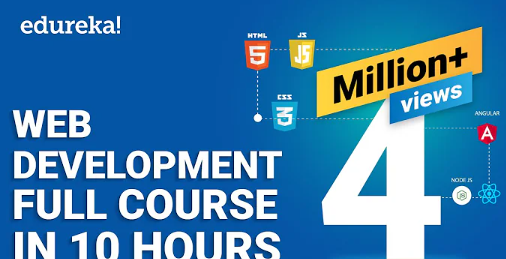 edureka!
HTML
5
JS
JS
CSS
3
4
Million+
views
ANGULAR
A
NODE JS
WEB
DEVELOPMENT
FULL COURSE
IN 10 HOURS